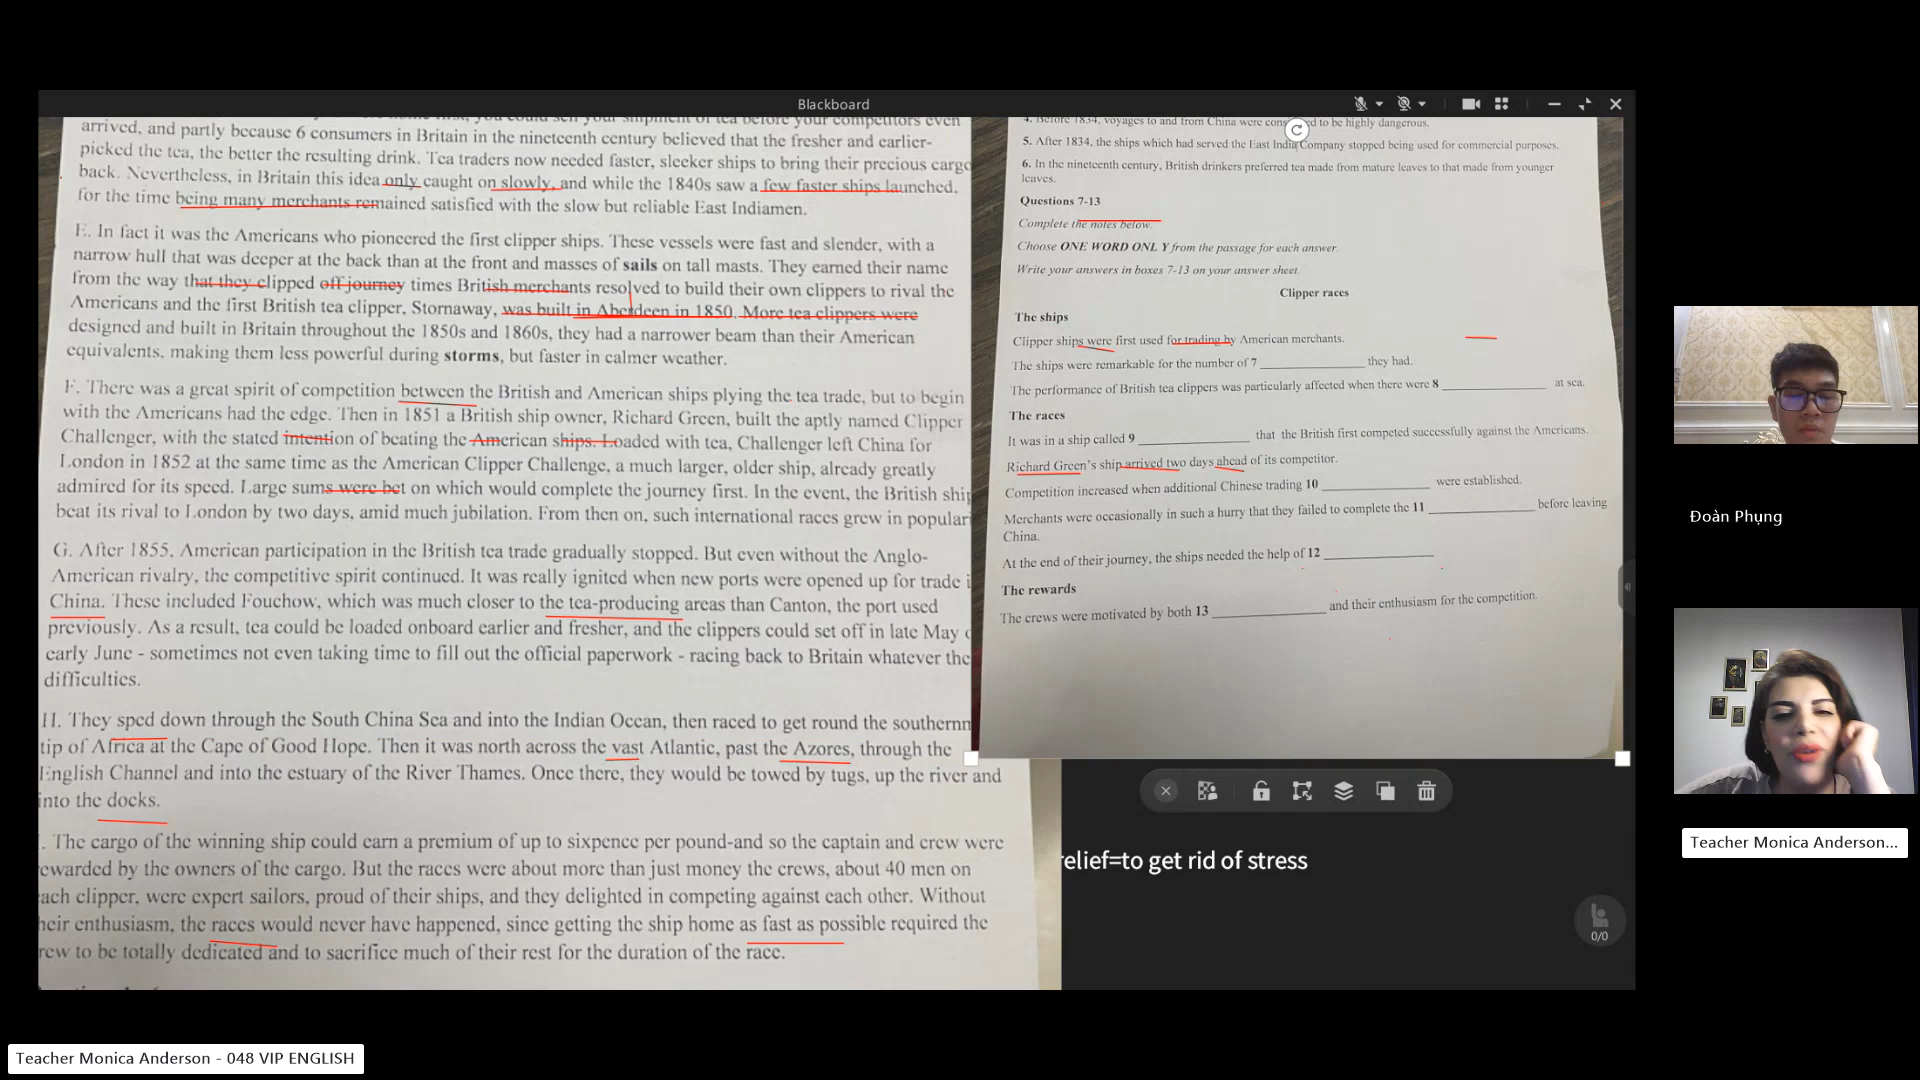 Blackboard
arrived, and partly because 6 consumers in Britain in the nineteenth century believed that the fresher and earlier-
picked the tea, the better the resulting drink. Tea traders now needed faster, sleeker ships to bring their precious cargo
back. Nevertheless, in Britain this idea only caught on slowly, and while the 1840s saw a few faster ships launched,
for the time being many merchants remained satisfied with the slow but reliable East Indiamen.
E. In fact it was the Americans who pioneered the first clipper ships. These vessels were fast and slender, with a
narrow hull that was deeper at the back than at the front and masses of sails on tall masts. They earned their name
from the way that they clipped off journey times British merchants resolved to build their own clippers to rival the
Americans and the first British tea clipper, Stornaway, was built in Aberdeen in 1850. More tea clippers were
designed and built in Britain throughout the 1850s and 1860s, they had a narrower beam than their American
equivalents, making them less powerful during storms, but faster in calmer weather.
F. There was a great spirit of competition between the British and American ships plying the tea trade, but to begin
with the Americans had the edge. Then in 1851 a British ship owner, Richard Green, built the aptly named Clipper
Challenger, with the stated intention of beating the American ships. Loaded with tea, Challenger left China for
London in 1852 at the same time as the American Clipper Challenge, a much larger, older ship, already greatly
admired for its speed. Large sums were bet on which would complete the journey first. In the event, the British ship
beat its rival to London by two days, amid much jubilation. From then on, such international races grew in populari
G. After 1855, American participation in the British tea trade gradually stopped. But even without the Anglo-
American rivalry, the competitive spirit continued. It was really ignited when new ports were opened up for trade i
China. These included Fouchow, which was much closer to the tea-producing areas than Canton, the port used
previously. As a result, tea could be loaded onboard earlier and fresher, and the clippers could set off in late May o
early June - sometimes not even taking time to fill out the official paperwork - racing back to Britain whatever the
difficulties.
H. They sped down through the South China Sea and into the Indian Ocean, then raced to get round the southernn
tip of Africa at the Cape of Good Hope. Then it was north across the vast Atlantic, past the Azores, through the
English Channel and into the estuary of the River Thames. Once there, they would be towed by tugs, up the river and
into the docks.
. The cargo of the winning ship could earn a premium of up to sixpence per pound-and so the captain and crew were
ewarded by the owners of the cargo. But the races were about more than just money the crews, about 40 men on
ach clipper, were expert sailors, proud of their ships, and they delighted in competing against each other. Without
heir enthusiasm, the races would never have happened, since getting the ship home as fast as possible required the
rew to be totally dedicated and to sacrifice much of their rest for the duration of the race.
4. Before 1834, voyages to and from China were cons ed to be highly dangerous.
5. After 1834, the ships which had served the East India Company stopped being used for commercial purposes.
6. In the nineteenth century, British drinkers preferred tea made from mature leaves to that made from younger
leaves.
Questions 7-13
Complete the notes below.
Choose ONE WORD ONL Y from the passage for each answer.
Write your answers in boxes 7-13 on your answer sheet.
Clipper races
The ships
Clipper ships were first used for trading by American merchants.
The ships were remarkable for the number of 7 ____________ they had.
The performance of British tea clippers was particularly affected when there were 8 ____________ at sea.
The races
It was in a ship called 9 ____________ that the British first competed successfully against the Americans.
Richard Green's ship arrived two days ahead of its competitor.
Competition increased when additional Chinese trading 10 ____________ were established.
Merchants were occasionally in such a hurry that they failed to complete the 11 ____________ before leaving
China.
At the end of their journey, the ships needed the help of 12 ____________
The rewards
The crews were motivated by both 13 ____________ and their enthusiasm for the competition.
elief=to get rid of stress
0/0
Đoàn Phụng
Teacher Monica Anderson...
Teacher Monica Anderson - 048 VIP ENGLISH